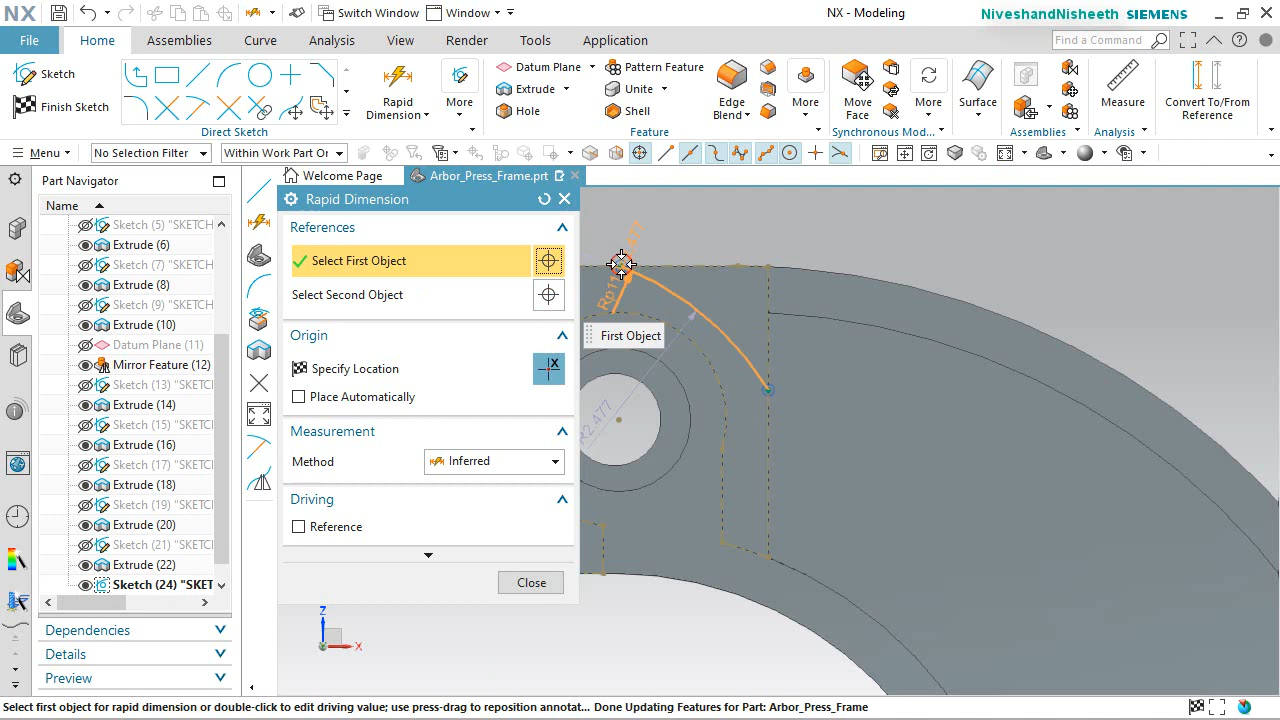 NX Switch Window Window NX - Modeling NiveshandNisheeth SIEMENS
File Home Assemblies Curve Analysis View Render Tools Application Find a Command
Sketch
Finish Sketch
Direct Sketch
Rapid
Dimension
More
Datum Plane
Extrude
Hole
Pattern Feature
Unite
Shell
Edge
Blend
More
Feature
Move
Face
More
Synchronous Mod...
Surface
Assemblies
Measure
Analysis
Convert To/From
Reference
Menu No Selection Filter Within Work Part Or
Part Navigator
Name
Sketch (5) "SKETCH
Extrude (6)
Sketch (7) "SKETCH
Extrude (8)
Sketch (9) "SKETCH
Extrude (10)
Datum Plane (11)
Mirror Feature (12)
Sketch (13) "SKETC
Extrude (14)
Sketch (15) "SKETC
Extrude (16)
Sketch (17) "SKETC
Extrude (18)
Sketch (19) "SKETC
Extrude (20)
Sketch (21) "SKETC
Extrude (22)
Sketch (24) "SKET
Dependencies
Details
Preview
Welcome Page Arbor_Press_Frame.prt
Rapid Dimension
References
Select First Object
Select Second Object
Origin
Specify Location
X
Place Automatically
Measurement
Method Inferred
Driving
Reference
Close
First Object
R2.477
Z
X
Select first object for rapid dimension or double-click to edit driving value; use press-drag to reposition annotat... Done Updating Features for Part: Arbor_Press_Frame